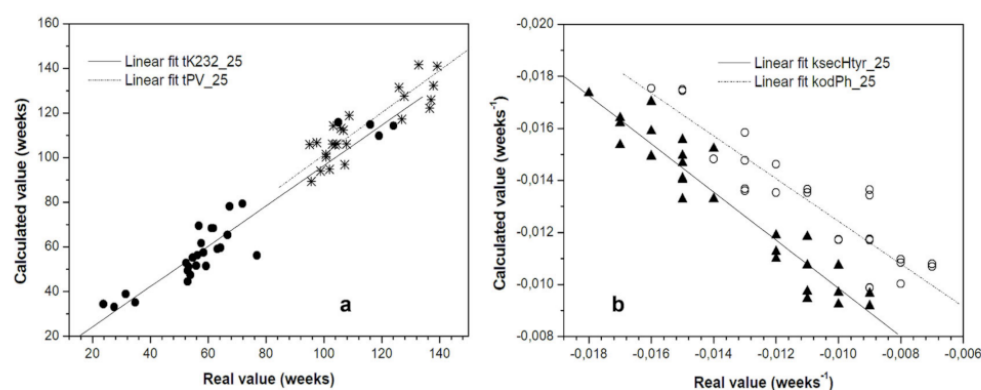 160
140
120
100
80
60
40
20
Calculated value (weeks)
Linear fit tK232_25
Linear fit tPV_25
a
20 40 60 80 100 120 140
Real value (weeks)
-0,020
-0,018
-0,016
-0,014
-0,012
-0,010
-0,008
Calculated value (weeks⁻¹)
Linear fit ksecHtyr_25
Linear fit kodPh_25
b
-0,018 -0,016 -0,014 -0,012 -0,010 -0,008 -0,006
Real value (weeks⁻¹)